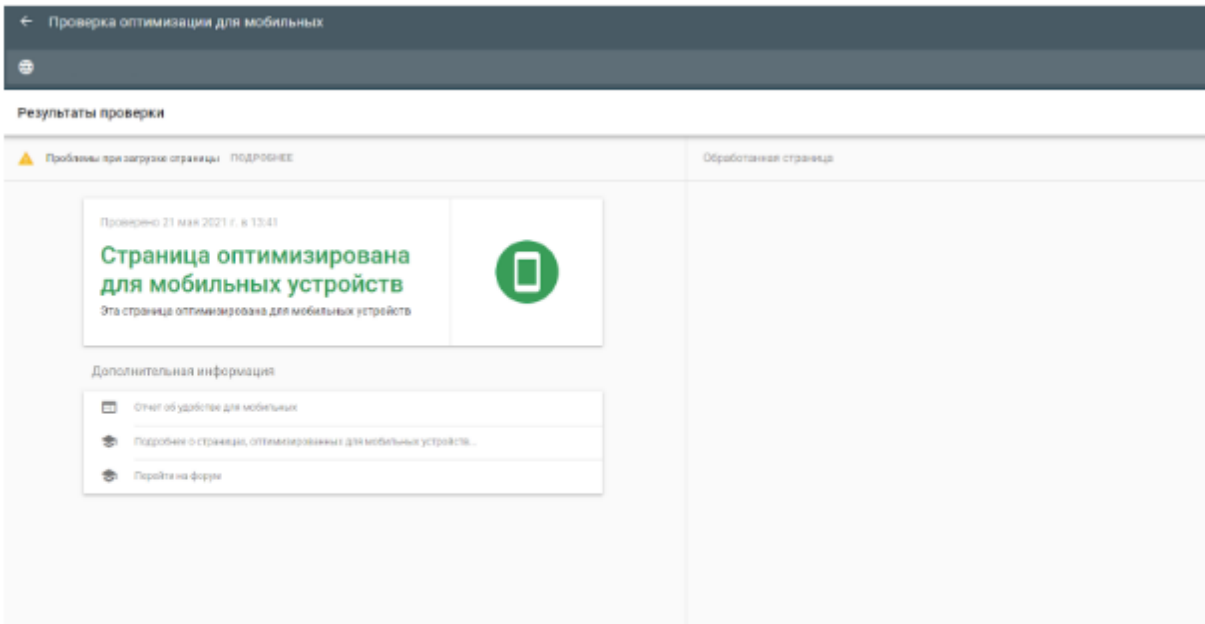 Проверка оптимизации для мобильных
Результаты проверки
Проблемы при загрузке страницы ПОДРОБНЕЕ
Обработанная страница
Проверено 21 мая 2021 г. в 13:41
Страница оптимизирована
для мобильных устройств
Эта страница оптимизирована для мобильных устройств
Дополнительная информация
Отчет об удобстве для мобильных
Подробнее о страницах, оптимизированных для мобильных устройств...
Перейти на форум